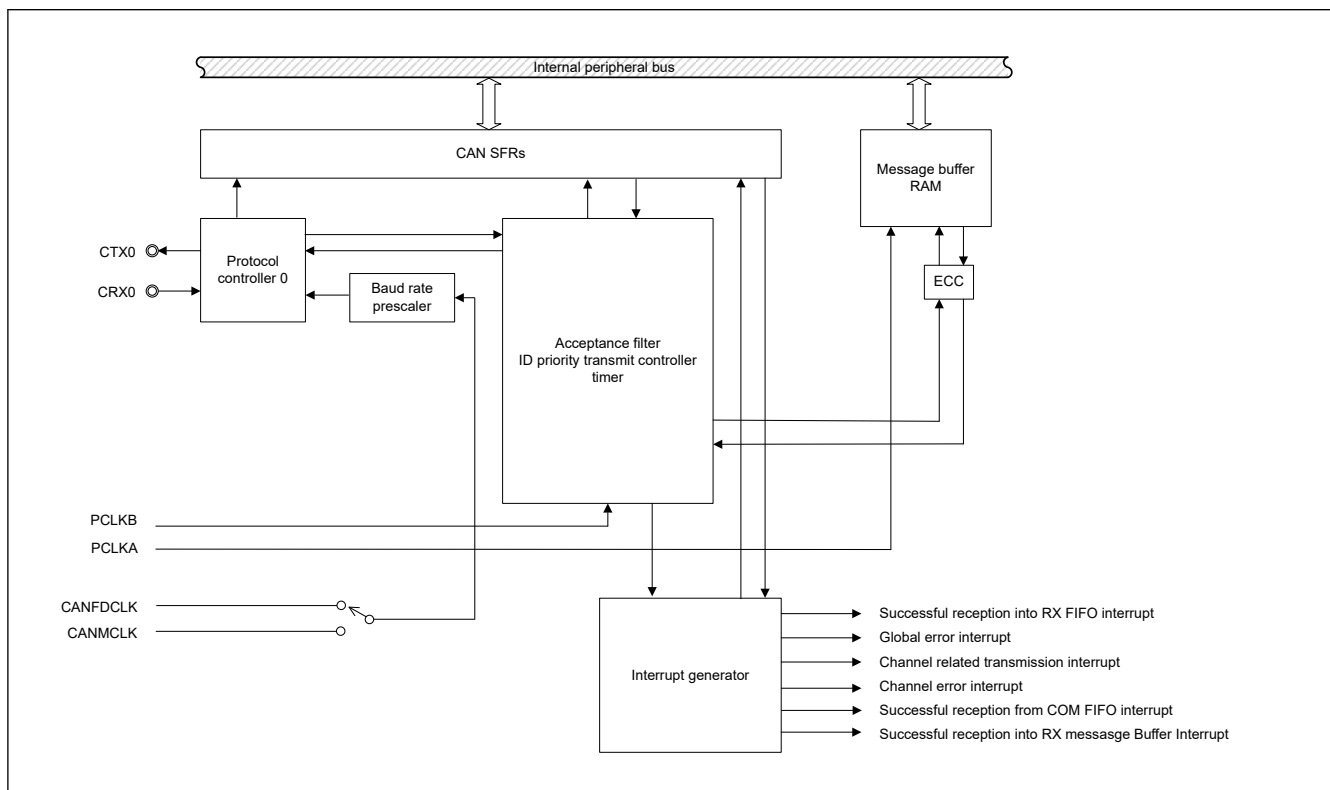 Internal peripheral bus
CAN SFRs
Message buffer
RAM
CTX0
CRX0
Protocol
controller 0
Baud rate
prescaler
ECC
Acceptance filter
ID priority transmit controller
timer
PCLKB
PCLKA
CANFDCLK
CANMCLK
Interrupt generator
Successful reception into RX FIFO interrupt
Global error interrupt
Channel related transmission interrupt
Channel error interrupt
Successful reception from COM FIFO interrupt
Successful reception into RX messasge Buffer Interrupt